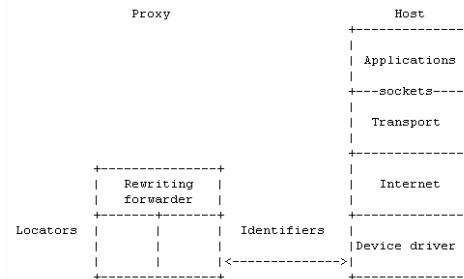 Proxy Host
Applications
sockets
Transport
Rewriting
forwarder
Internet
Locators
Identifiers
Device driver